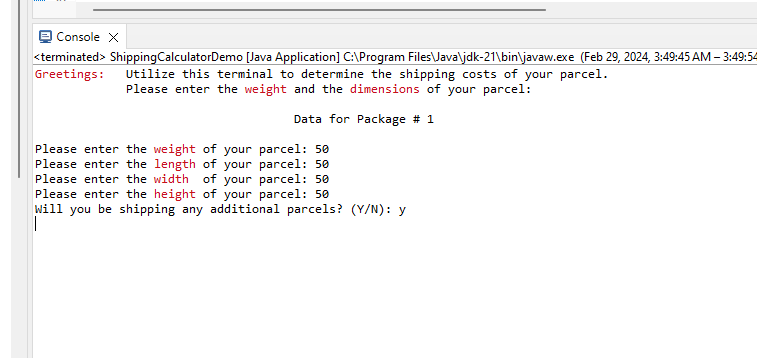 Console
<terminated> ShippingCalculatorDemo [Java Application] C:\Program Files\Java\jdk-21\bin\javaw.exe (Feb 29, 2024, 3:49:45 AM – 3:49:54
Greetings: Utilize this terminal to determine the shipping costs of your parcel.
Please enter the weight and the dimensions of your parcel:
Data for Package # 1
Please enter the weight of your parcel: 50
Please enter the length of your parcel: 50
Please enter the width of your parcel: 50
Please enter the height of your parcel: 50
Will you be shipping any additional parcels? (Y/N): y